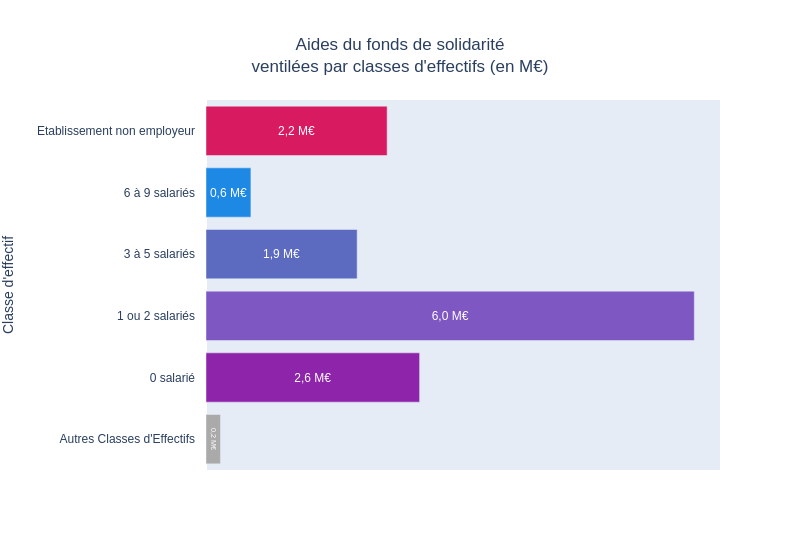 Aides du fonds de solidarité
ventilées par classes d'effectifs (en M€)
Classe d'effectif
Etablissement non employeur
2,2 M€
6 à 9 salariés
0,6 M€
3 à 5 salariés
1,9 M€
1 ou 2 salariés
6,0 M€
0 salarié
2,6 M€
Autres Classes d'Effectifs
0,2 M€